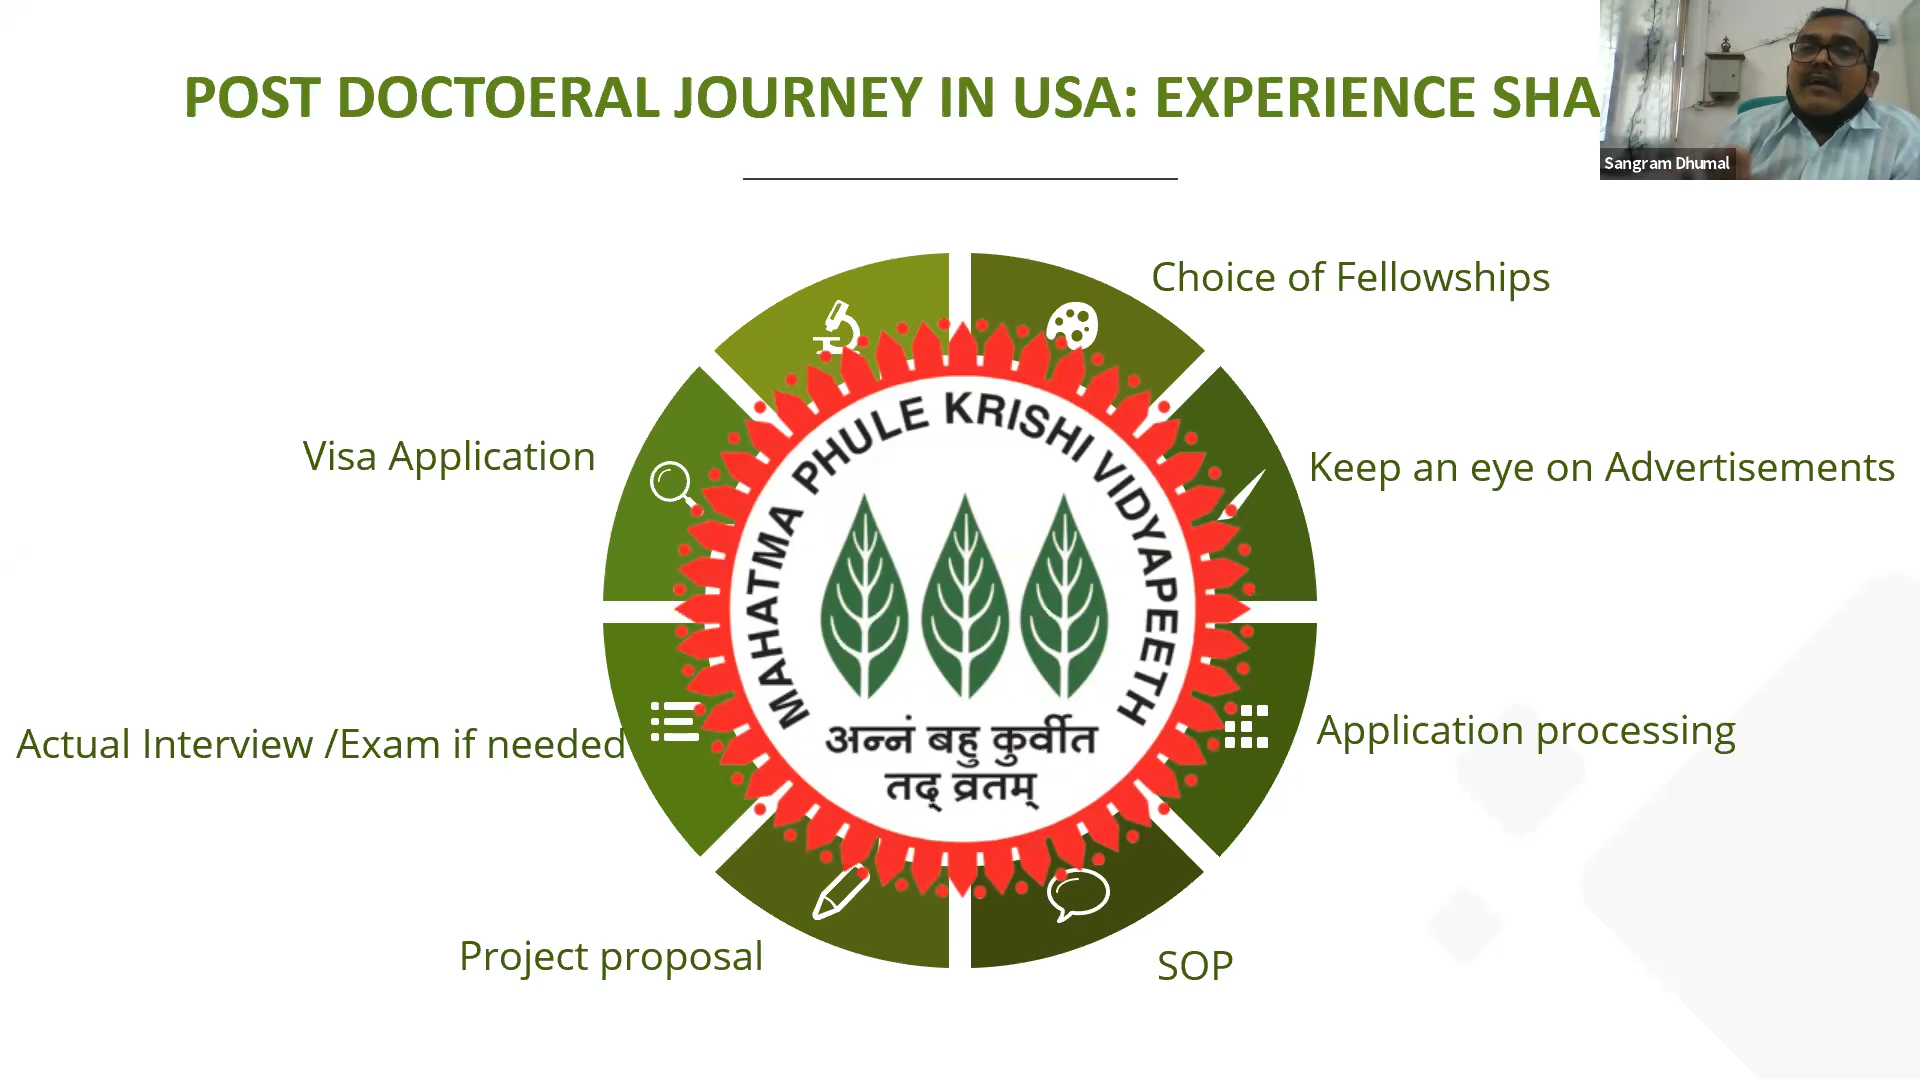 POST DOCTOERAL JOURNEY IN USA: EXPERIENCE SHA
Sangram Dhumal
Choice of Fellowships
Keep an eye on Advertisements
Application processing
SOP
Project proposal
Actual Interview /Exam if needed
Visa Application
MAHATMA PHULE KRISHI VIDYAPEETH
अन्नं बहु कुर्वीत
तद् व्रतम्